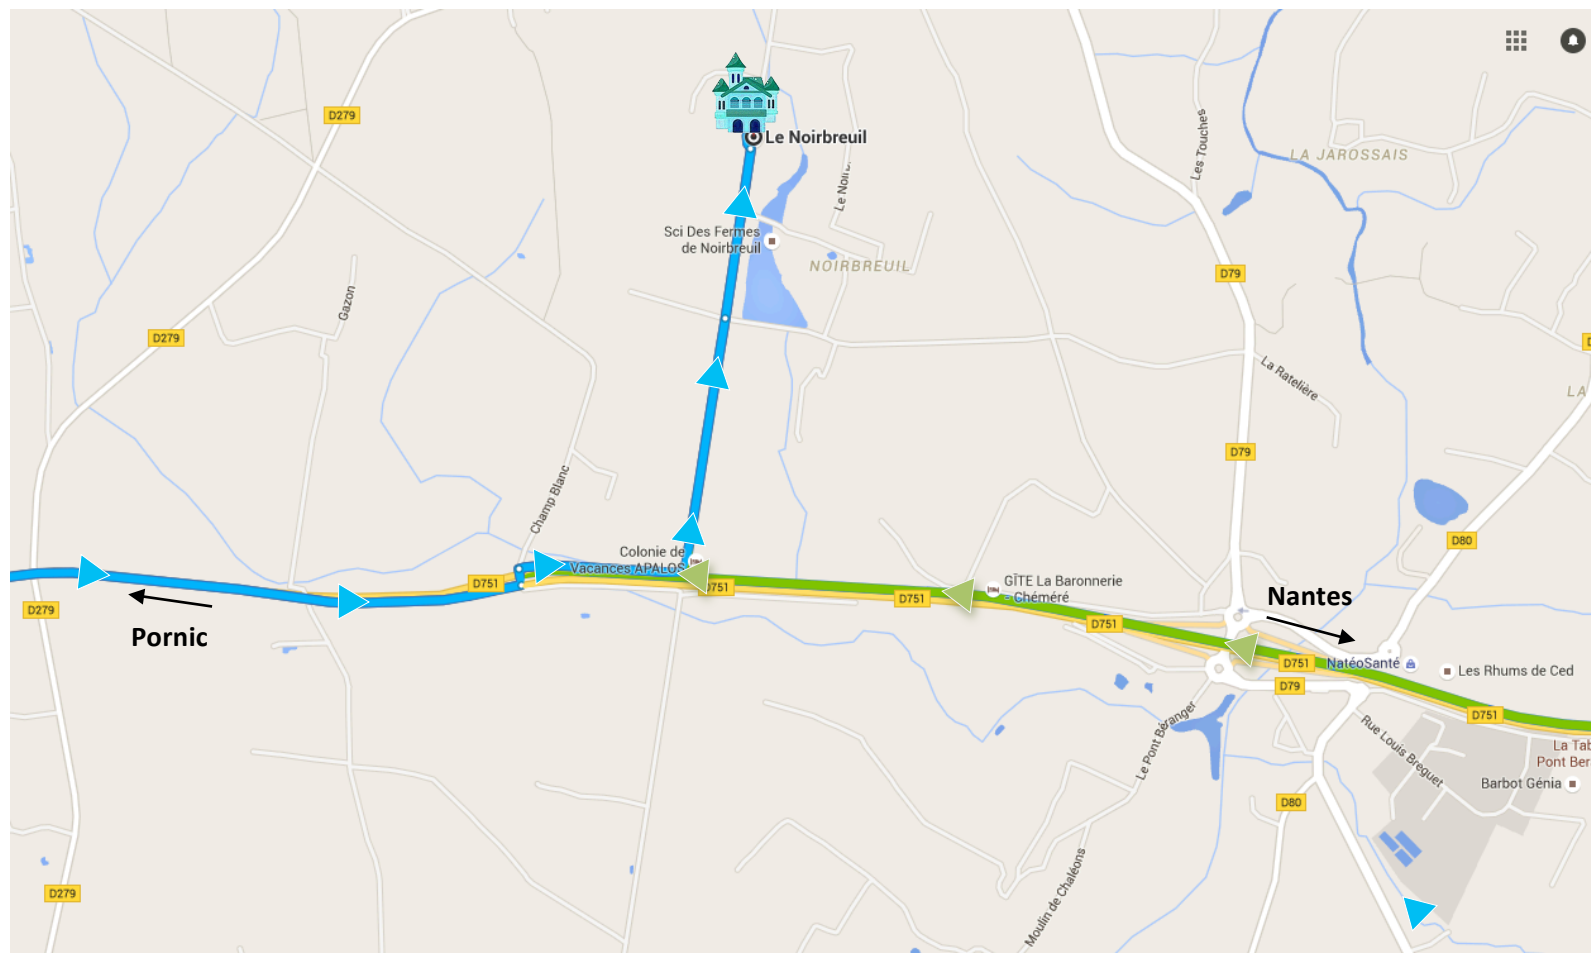 D279
Le Noirbreuil
Les Touches
LA JAROSSAIS
Sci Des Fermes
de Noirbreuil
NOIRBREUIL
D79
Gazon
D279
La Ratelière
LA
D79
Champ Blanc
D80
Colonie de
Vacances APALOS
D751
D751
D751
GÎTE La Baronnerie
- Chéméré
D751
Nantes
D279
Pornic
D751
NatéoSanté
Les Rhums de Ced
D79
D751
Le Pont Béranger
Rue Louis Breguet
La Tab
Pont Ber
Barbot Génia
D80
Moulin de Chaléons
D279